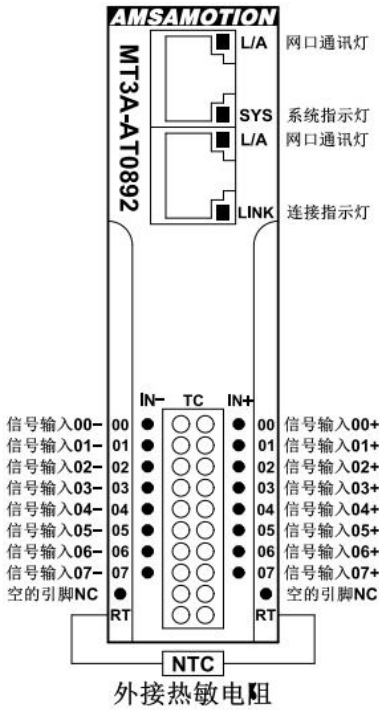 AMSAMOTION
MT3A-AT0892
L/A 网口通讯灯
SYS 系统指示灯
L/A 网口通讯灯
LINK 连接指示灯
IN- TC IN+
信号输入00- 00 00 信号输入00+
信号输入01- 01 01 信号输入01+
信号输入02- 02 02 信号输入02+
信号输入03- 03 03 信号输入03+
信号输入04- 04 04 信号输入04+
信号输入05- 05 05 信号输入05+
信号输入06- 06 06 信号输入06+
信号输入07- 07 07 信号输入07+
空的引脚NC 空的引脚NC
RT RT
NTC
外接热敏电阻